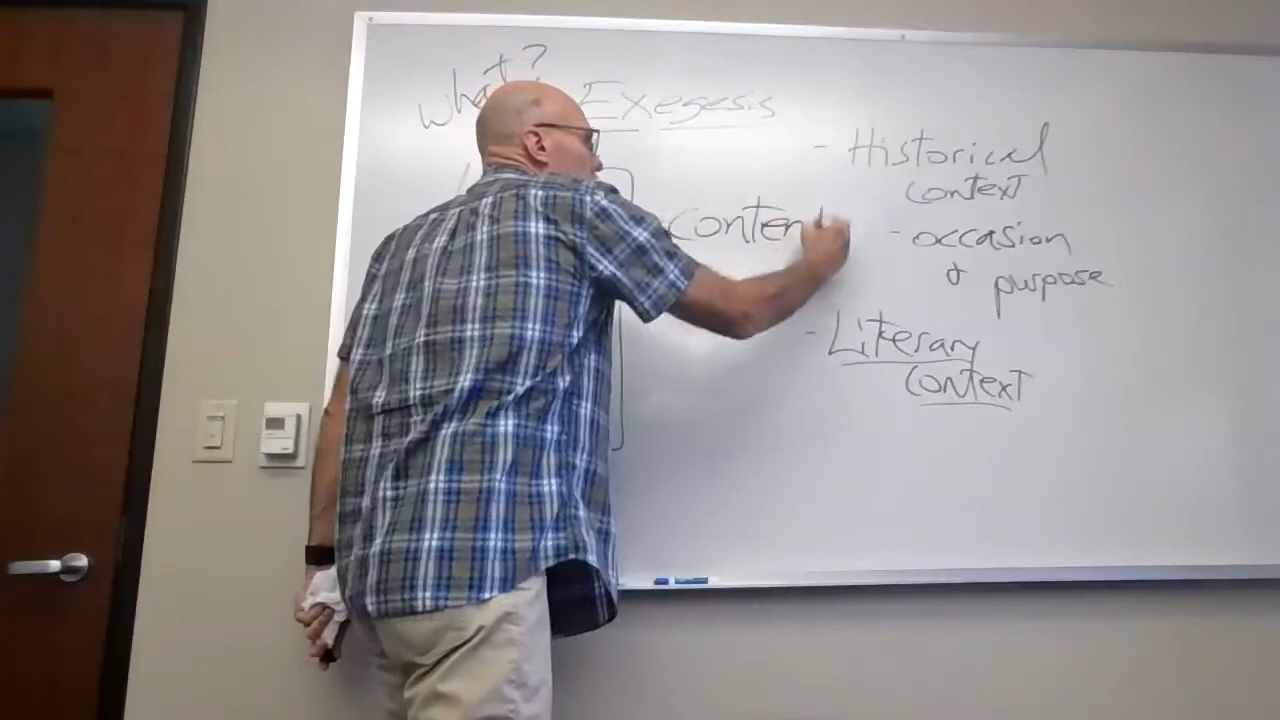 What?
Exegesis
- Historical
context
- occasion
& purpose
- Literary
context
content